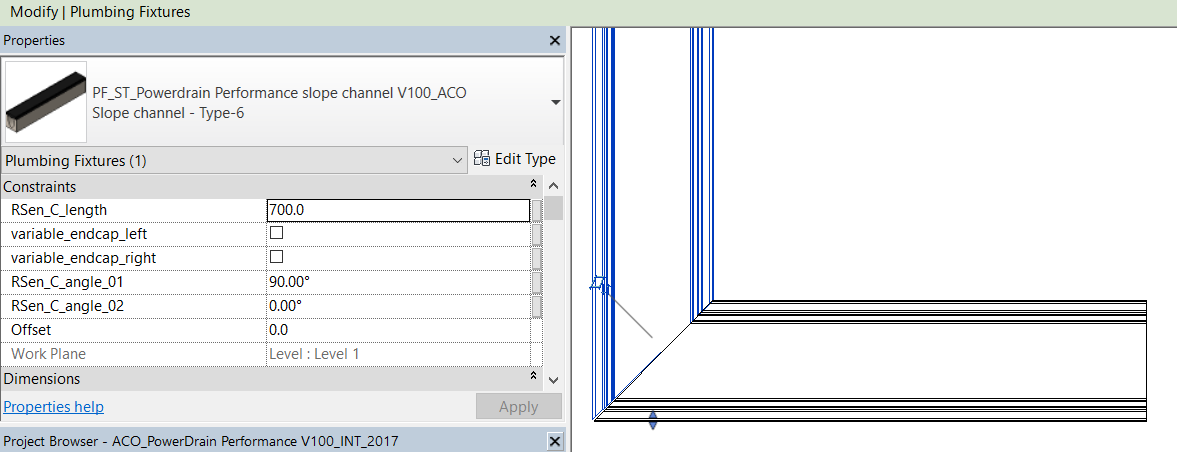 Modify | Plumbing Fixtures
Properties
PF_ST_Powerdrain Performance slope channel V100_ACO
Slope channel - Type-6
Plumbing Fixtures (1)
Edit Type
Constraints
RSen_C_length 700.0
variable_endcap_left
variable_endcap_right
RSen_C_angle_01 90.00°
RSen_C_angle_02 0.00°
Offset 0.0
Work Plane Level : Level 1
Dimensions
Properties help Apply
Project Browser - ACO_PowerDrain Performance V100_INT_2017